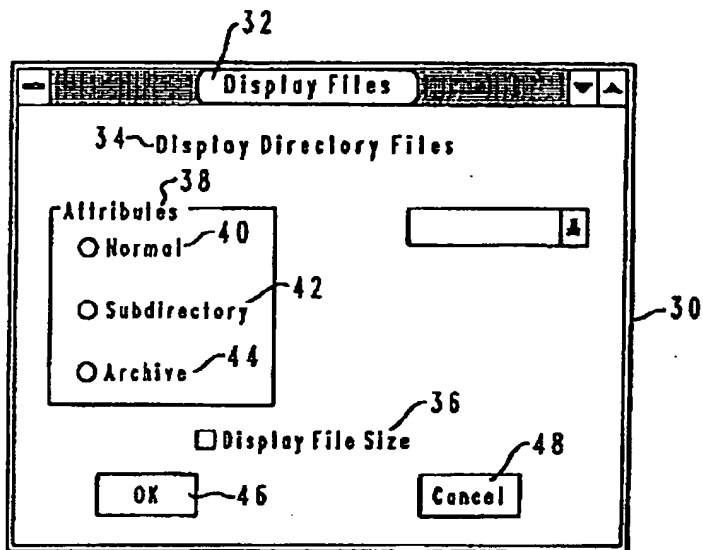 32
Display Files
34 Display Directory Files
38
Attributes
Normal 40
Subdirectory 42
30
Archive 44
36
Display File Size
48
OK 46
Cancel